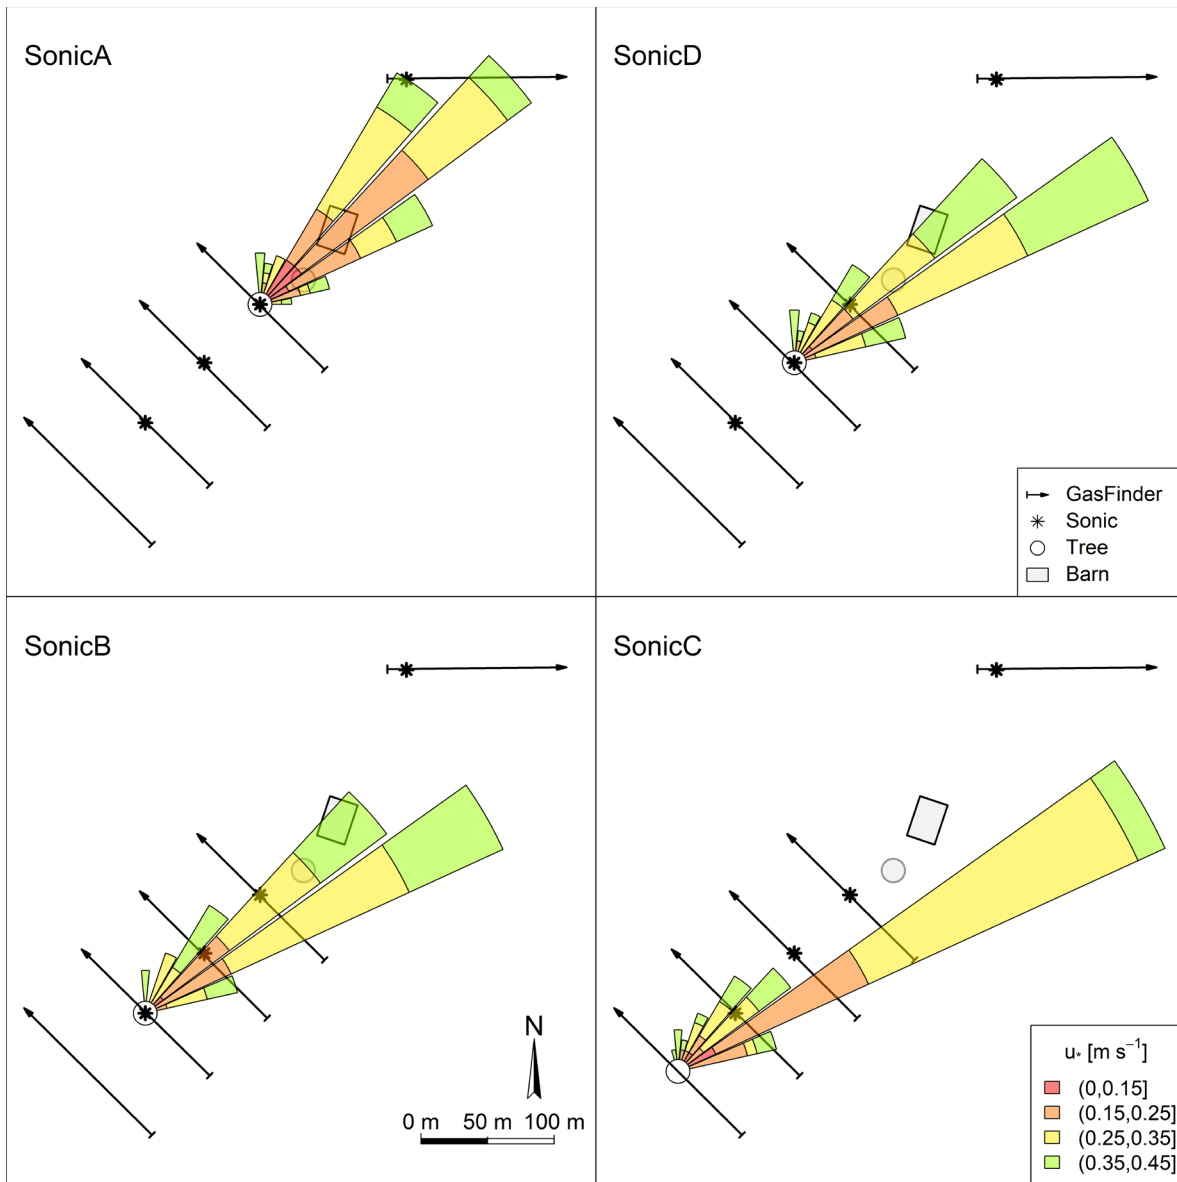 SonicA
SonicD
GasFinder
Sonic
Tree
Barn
SonicB
SonicC
N
0 m 50 m 100 m
u* [m s⁻¹]
(0,0.15]
(0.15,0.25]
(0.25,0.35]
(0.35,0.45]